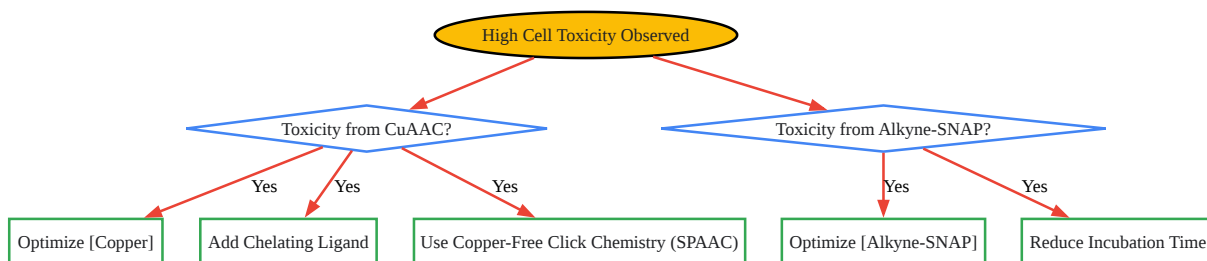 High Cell Toxicity Observed
Toxicity from CuAAC?
Toxicity from Alkyne-SNAP?
Yes
Yes
Yes
Yes
Yes
Optimize [Copper]
Add Chelating Ligand
Use Copper-Free Click Chemistry (SPAAC)
Optimize [Alkyne-SNAP]
Reduce Incubation Time